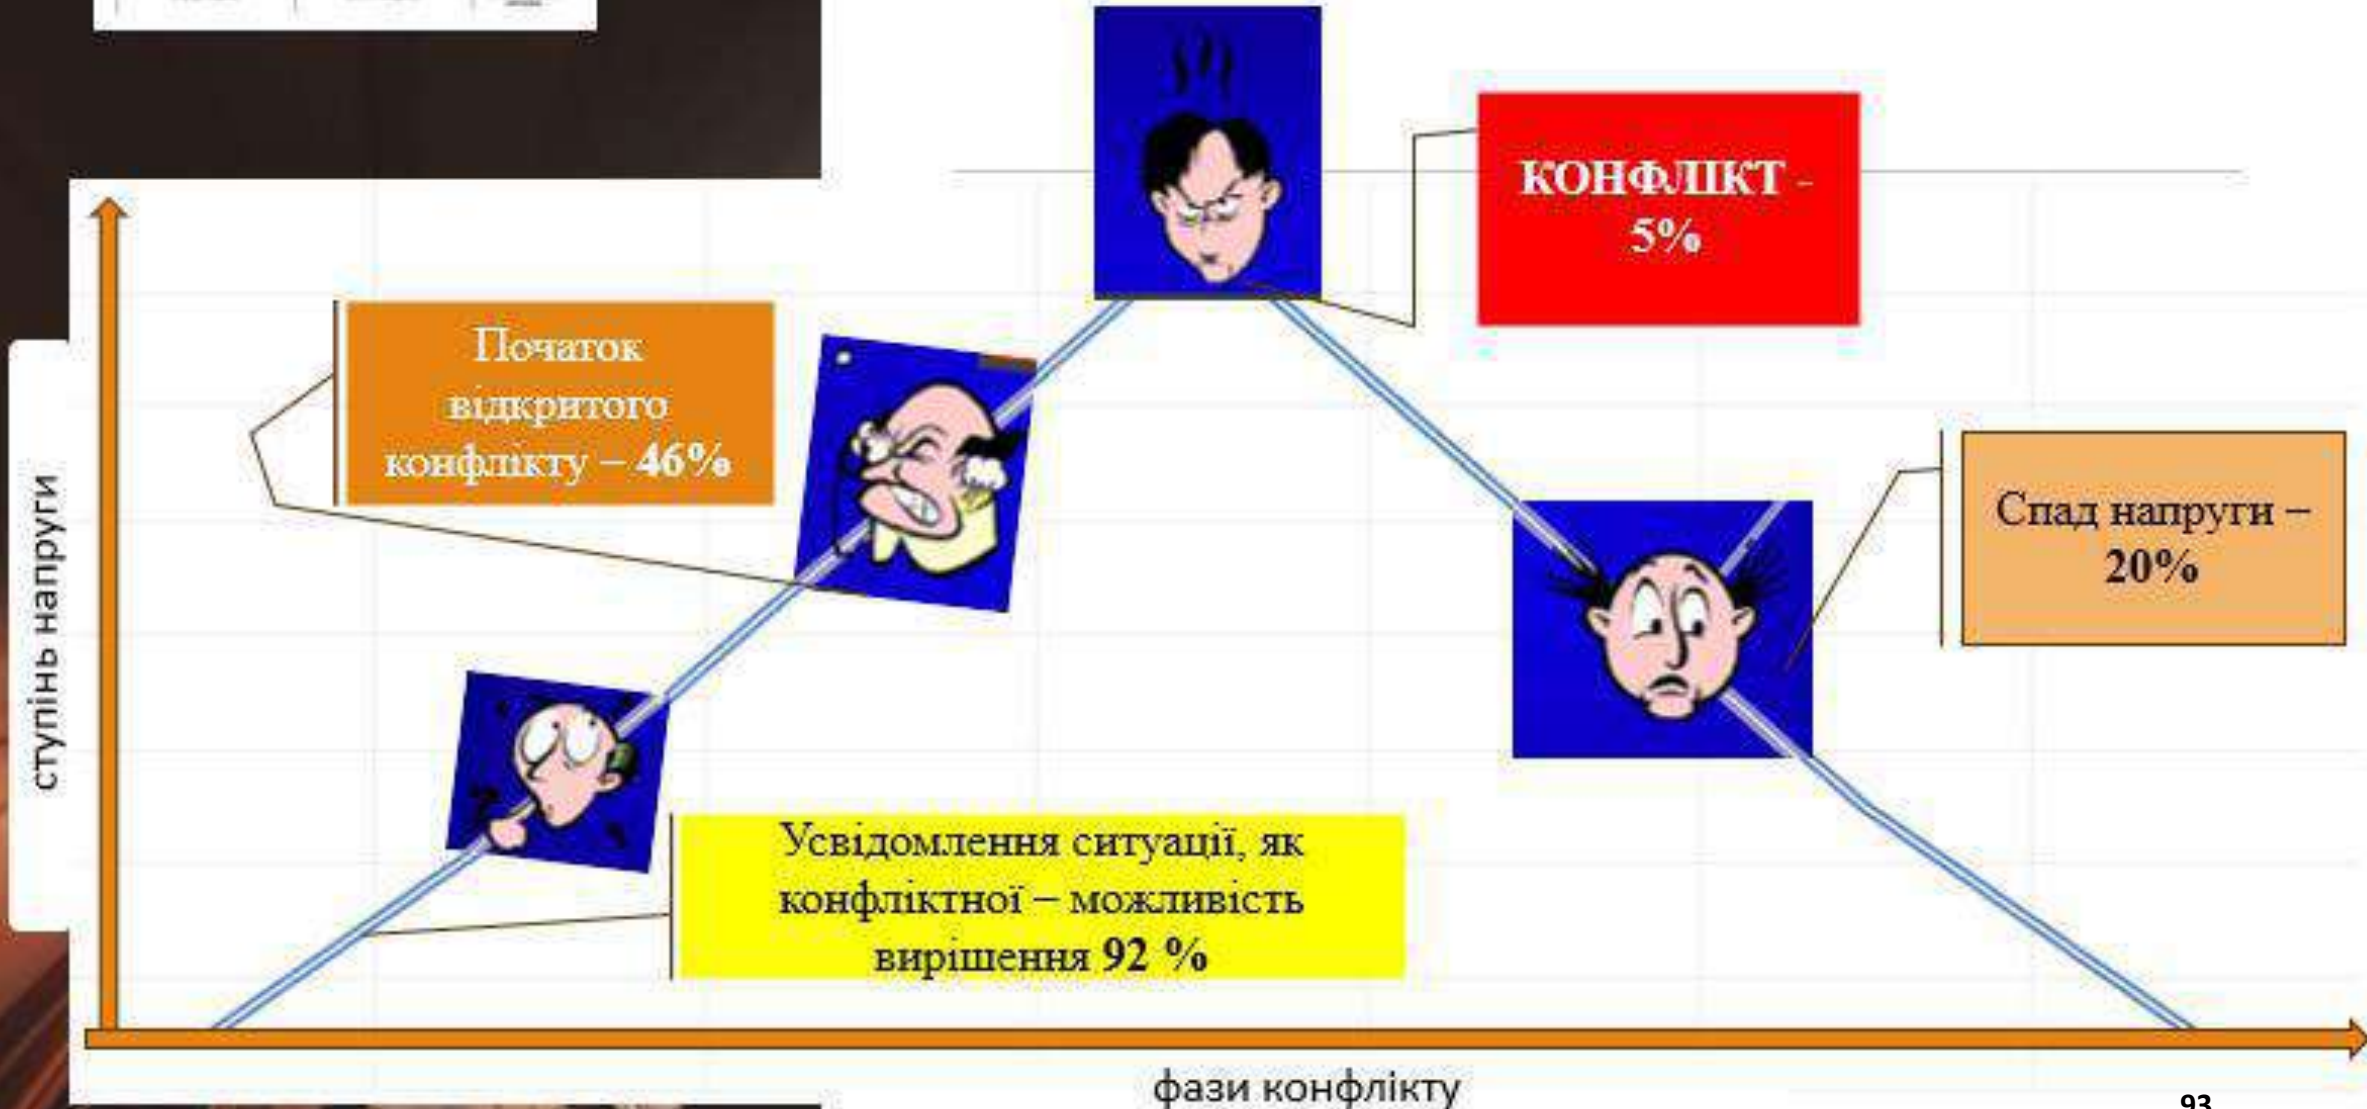 КОНФЛІКТ -
5%
Початок
відкритого
конфлікту – 46%
Спад напруги –
20%
ступінь напруги
Усвідомлення ситуації, як
конфліктної – можливість
вирішення 92 %
фази конфлікту
93